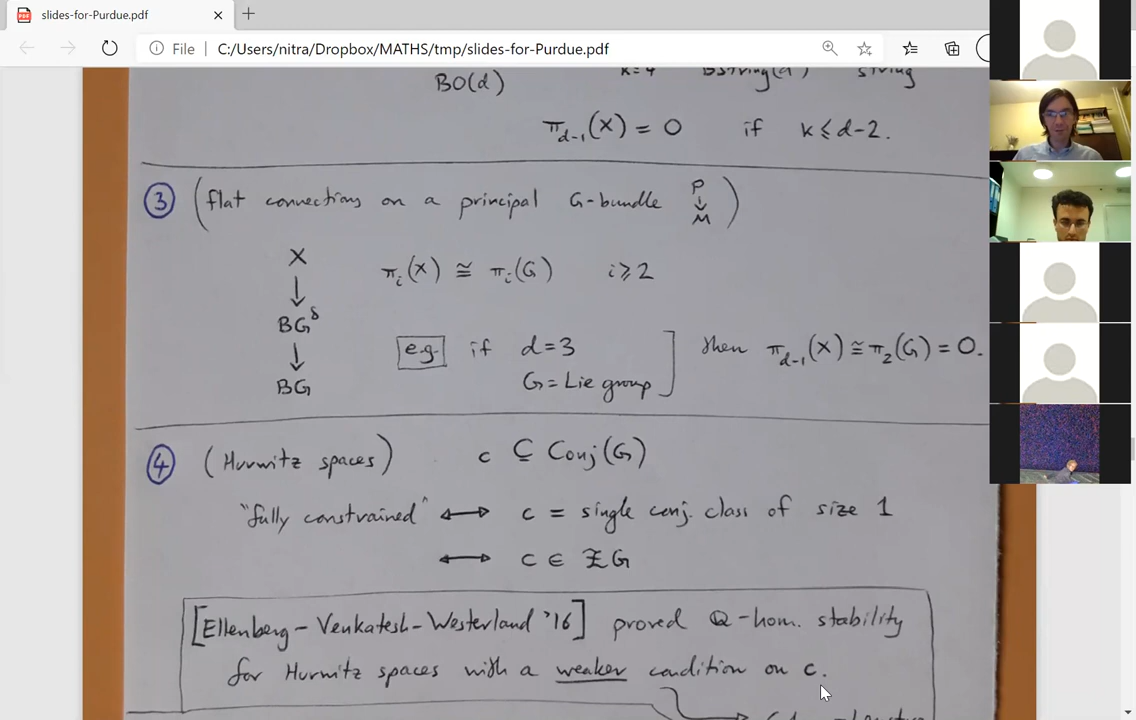 slides-for-Purdue.pdf
File | C:/Users/nitra/Dropbox/MATHS/tmp/slides-for-Purdue.pdf
BO(d) k=4 BString(d) string
π_{d-1}(X) = 0 if k ≤ d-2.
③ (flat connections on a principal G-bundle P ↓ M)
X π_i(X) ≅ π_i(G) i ≥ 2
↓
BG^δ
↓
e.g. if d=3 then π_{d-1}(X) ≅ π_2(G) = 0.
BG G = Lie group
④ (Hurwitz spaces) c ⊆ Conj(G)
"fully constrained" ↔ c = single conj. class of size 1
↔ c ∈ ZG
[Ellenberg – Venkatesh – Westerland '16] proved Q-hom. stability
for Hurwitz spaces with a weaker condition on c.